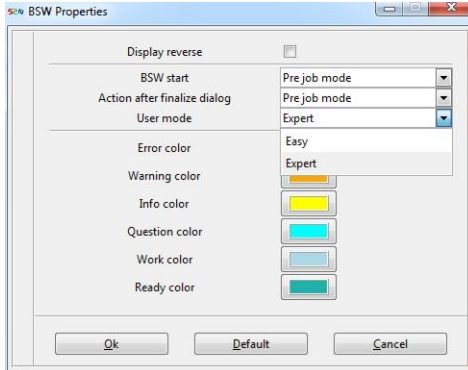 S2N BSW Properties
Display reverse
BSW start Pre job mode
Action after finalize dialog Pre job mode
User mode Expert
Easy
Error color
Expert
Warning color
Info color
Question color
Work color
Ready color
Ok Default Cancel